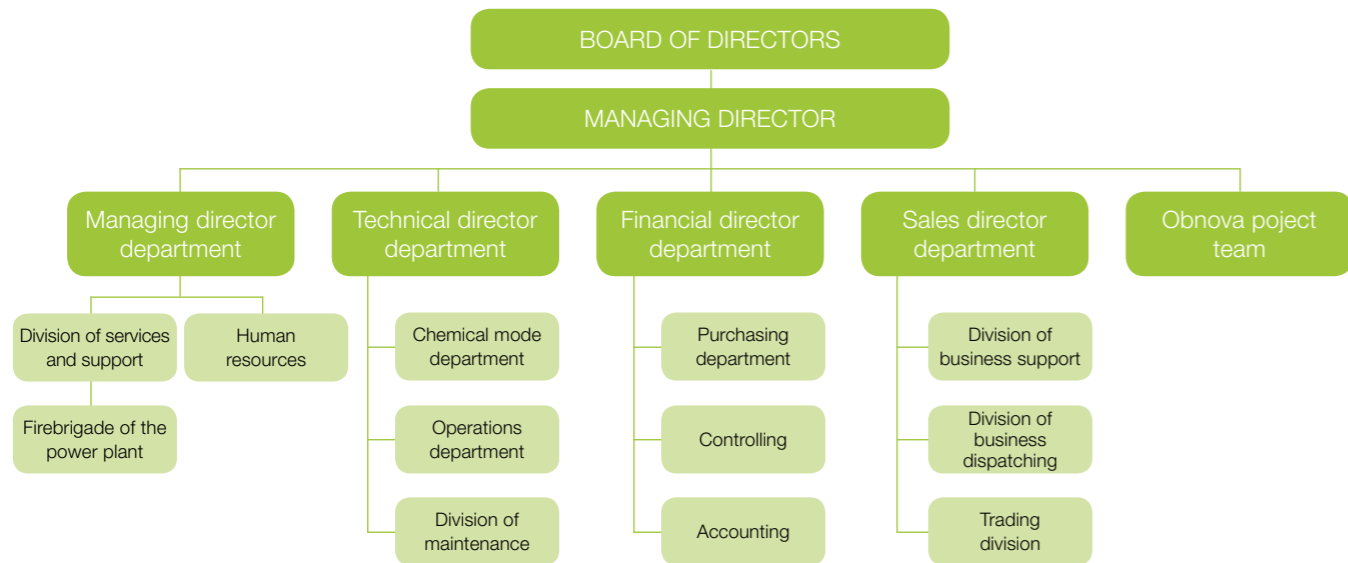 BOARD OF DIRECTORS
MANAGING DIRECTOR
Managing director
department
Technical director
department
Financial director
department
Sales director
department
Obnova poject
team
Division of services
and support
Human
resources
Chemical mode
department
Purchasing
department
Division of
business support
Firebrigade of the
power plant
Operations
department
Controlling
Division of
business
dispatching
Division of
maintenance
Accounting
Trading
division